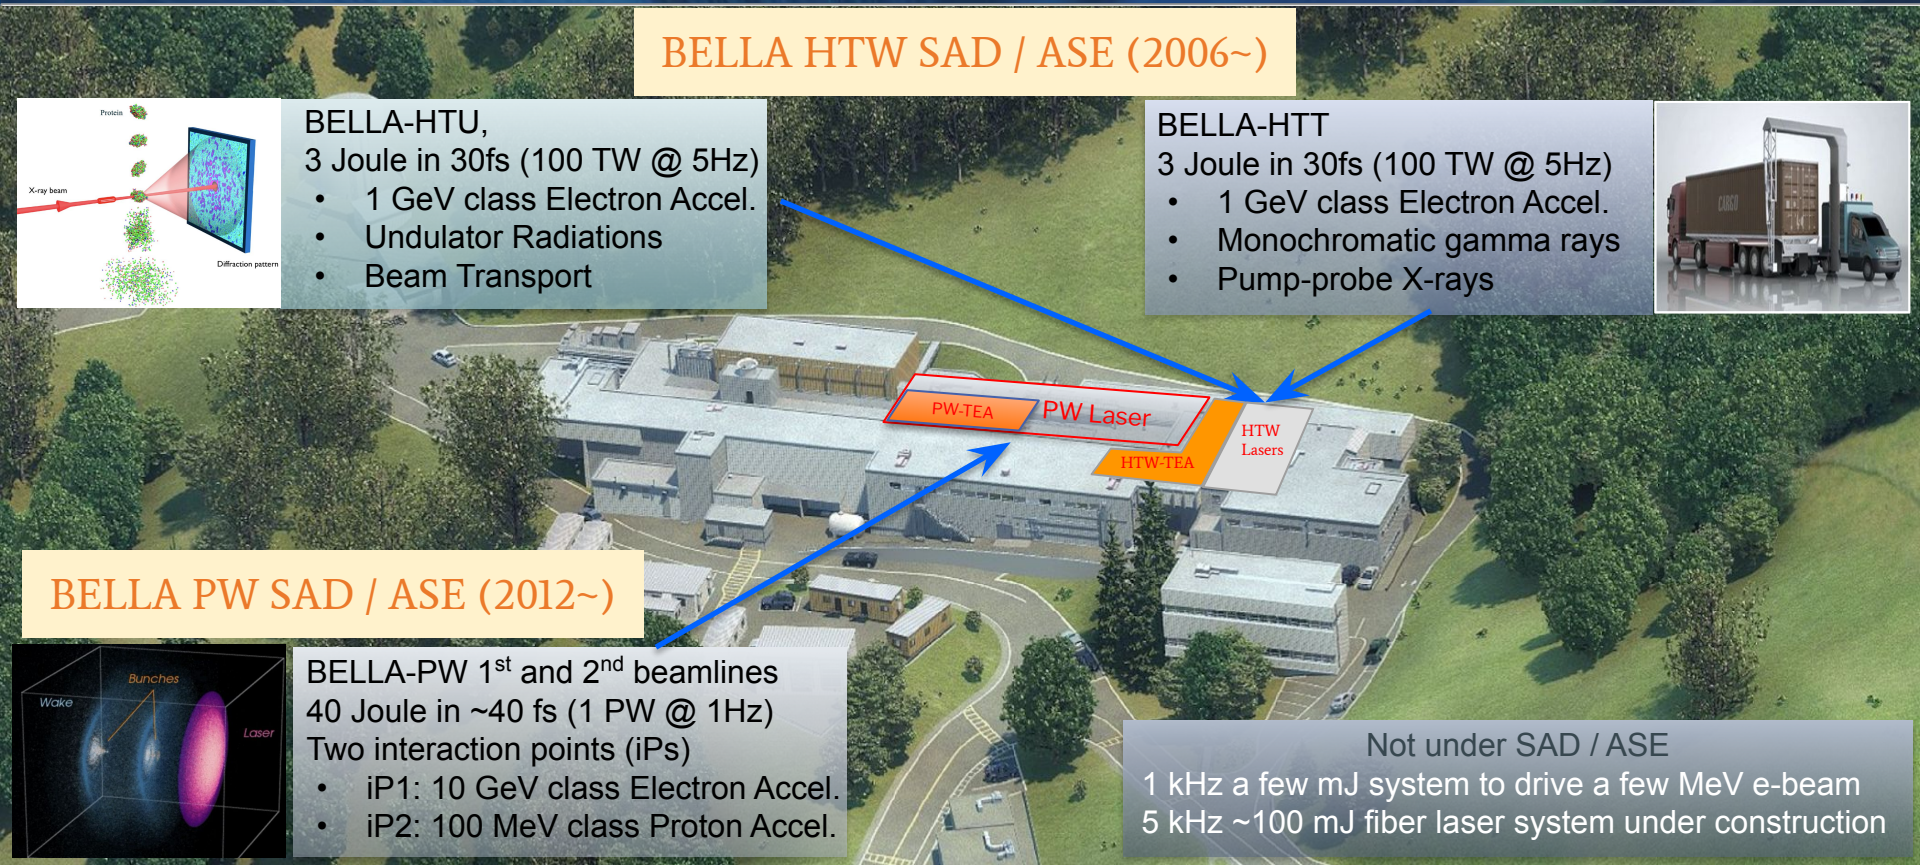 BELLA HTW SAD / ASE (2006~)
Protein
X-ray beam
Diffraction pattern
BELLA-HTU,
3 Joule in 30fs (100 TW @ 5Hz)
• 1 GeV class Electron Accel.
• Undulator Radiations
• Beam Transport
BELLA-HTT
3 Joule in 30fs (100 TW @ 5Hz)
• 1 GeV class Electron Accel.
• Monochromatic gamma rays
• Pump-probe X-rays
CARGO
PW-TEA
PW Laser
HTW-TEA
HTW
Lasers
BELLA PW SAD / ASE (2012~)
Bunches
Wake
Laser
BELLA-PW 1st and 2nd beamlines
40 Joule in ~40 fs (1 PW @ 1Hz)
Two interaction points (iPs)
• iP1: 10 GeV class Electron Accel.
• iP2: 100 MeV class Proton Accel.
Not under SAD / ASE
1 kHz a few mJ system to drive a few MeV e-beam
5 kHz ~100 mJ fiber laser system under construction